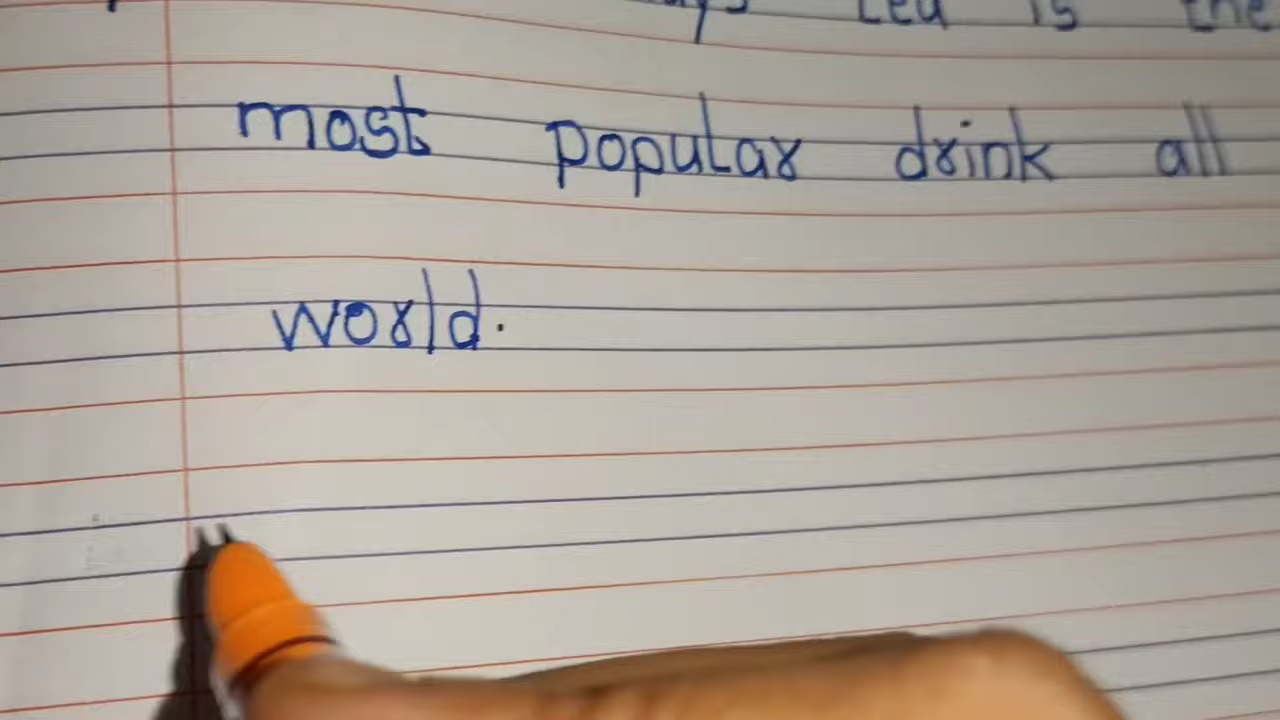 is the
most popular drink all
world.